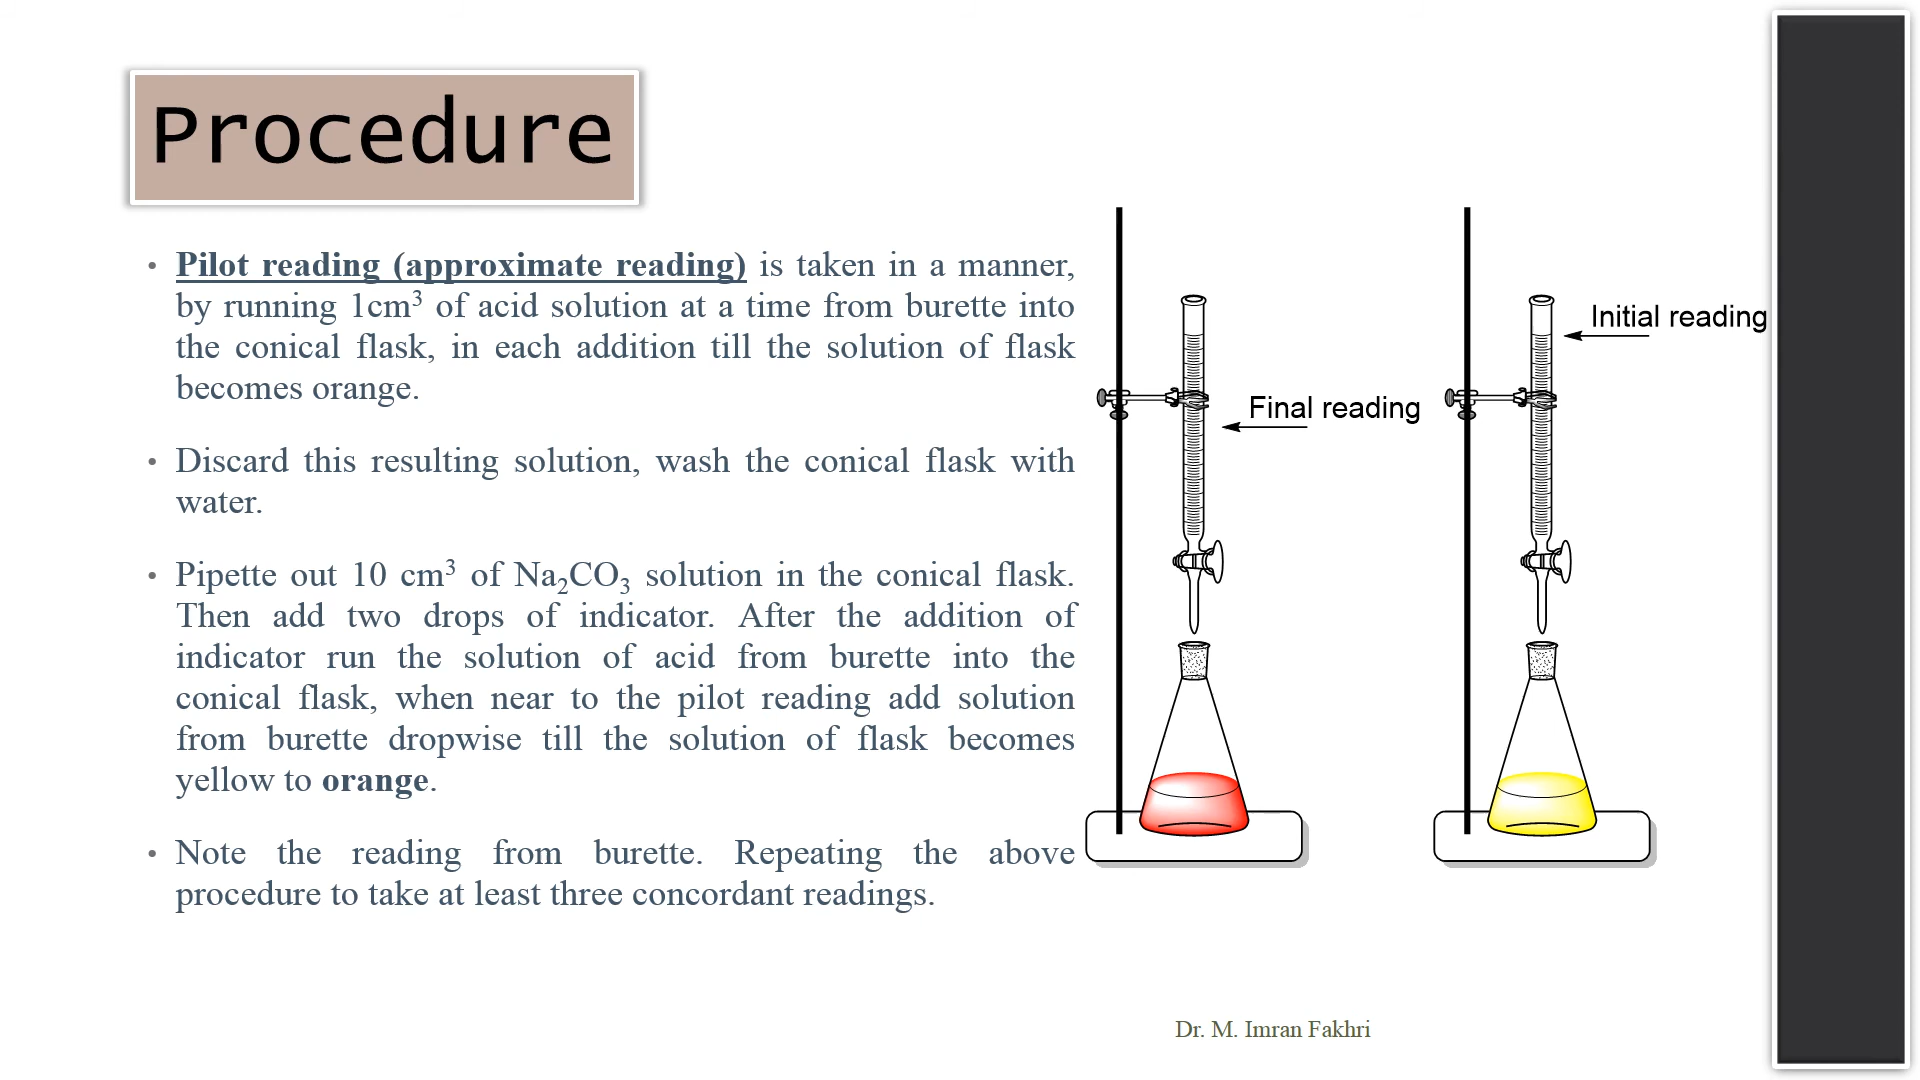 Procedure
• Pilot reading (approximate reading) is taken in a manner,
by running 1cm³ of acid solution at a time from burette into
the conical flask, in each addition till the solution of flask
becomes orange.
• Discard this resulting solution, wash the conical flask with
water.
• Pipette out 10 cm³ of Na₂CO₃ solution in the conical flask.
Then add two drops of indicator. After the addition of
indicator run the solution of acid from burette into the
conical flask, when near to the pilot reading add solution
from burette dropwise till the solution of flask becomes
yellow to orange.
• Note the reading from burette. Repeating the above
procedure to take at least three concordant readings.
Final reading
Initial reading
Dr. M. Imran Fakhri